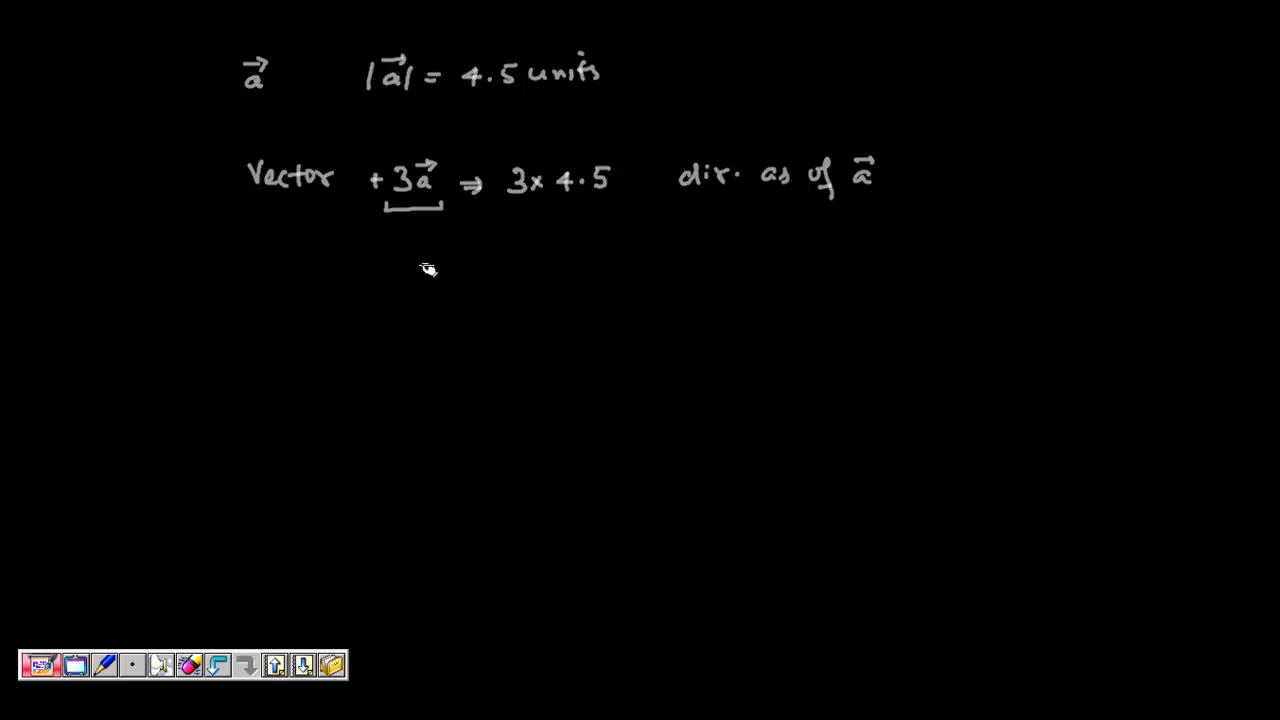 a⃗ |a⃗| = 4.5 units
Vector +3a⃗ ⇒ 3× 4.5 dir. as of a⃗